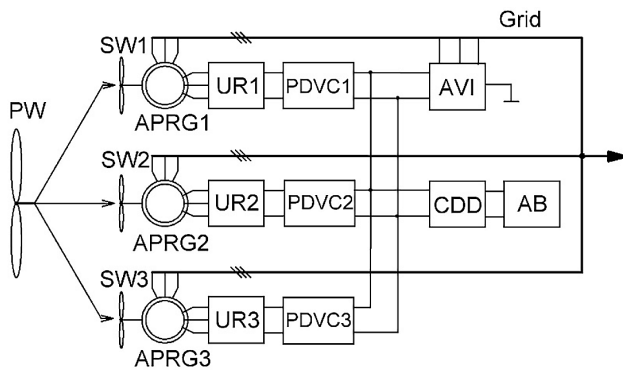 Grid
SW1
UR1
PDVC1
AVI
PW
APRG1
SW2
UR2
PDVC2
CDD
AB
APRG2
SW3
UR3
PDVC3
APRG3